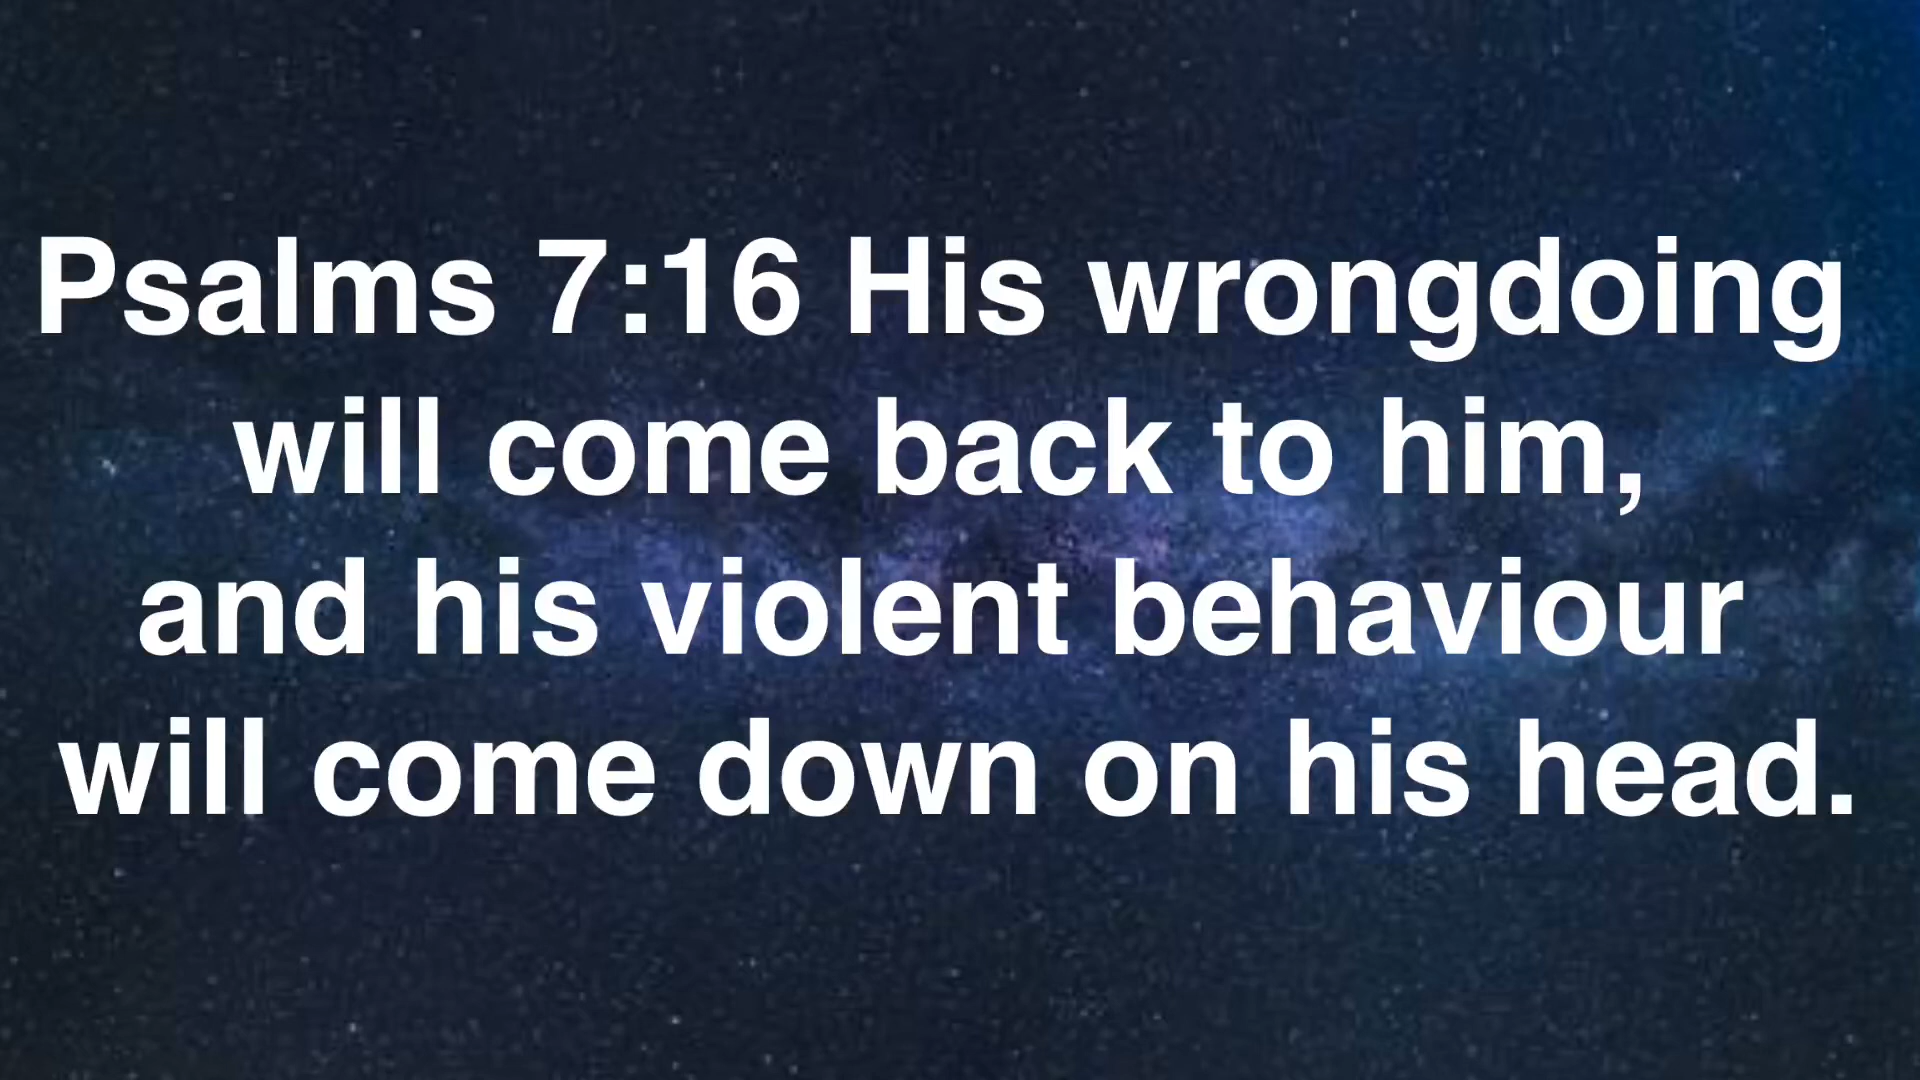 Psalms 7:16 His wrongdoing
will come back to him,
and his violent behaviour
will come down on his head.